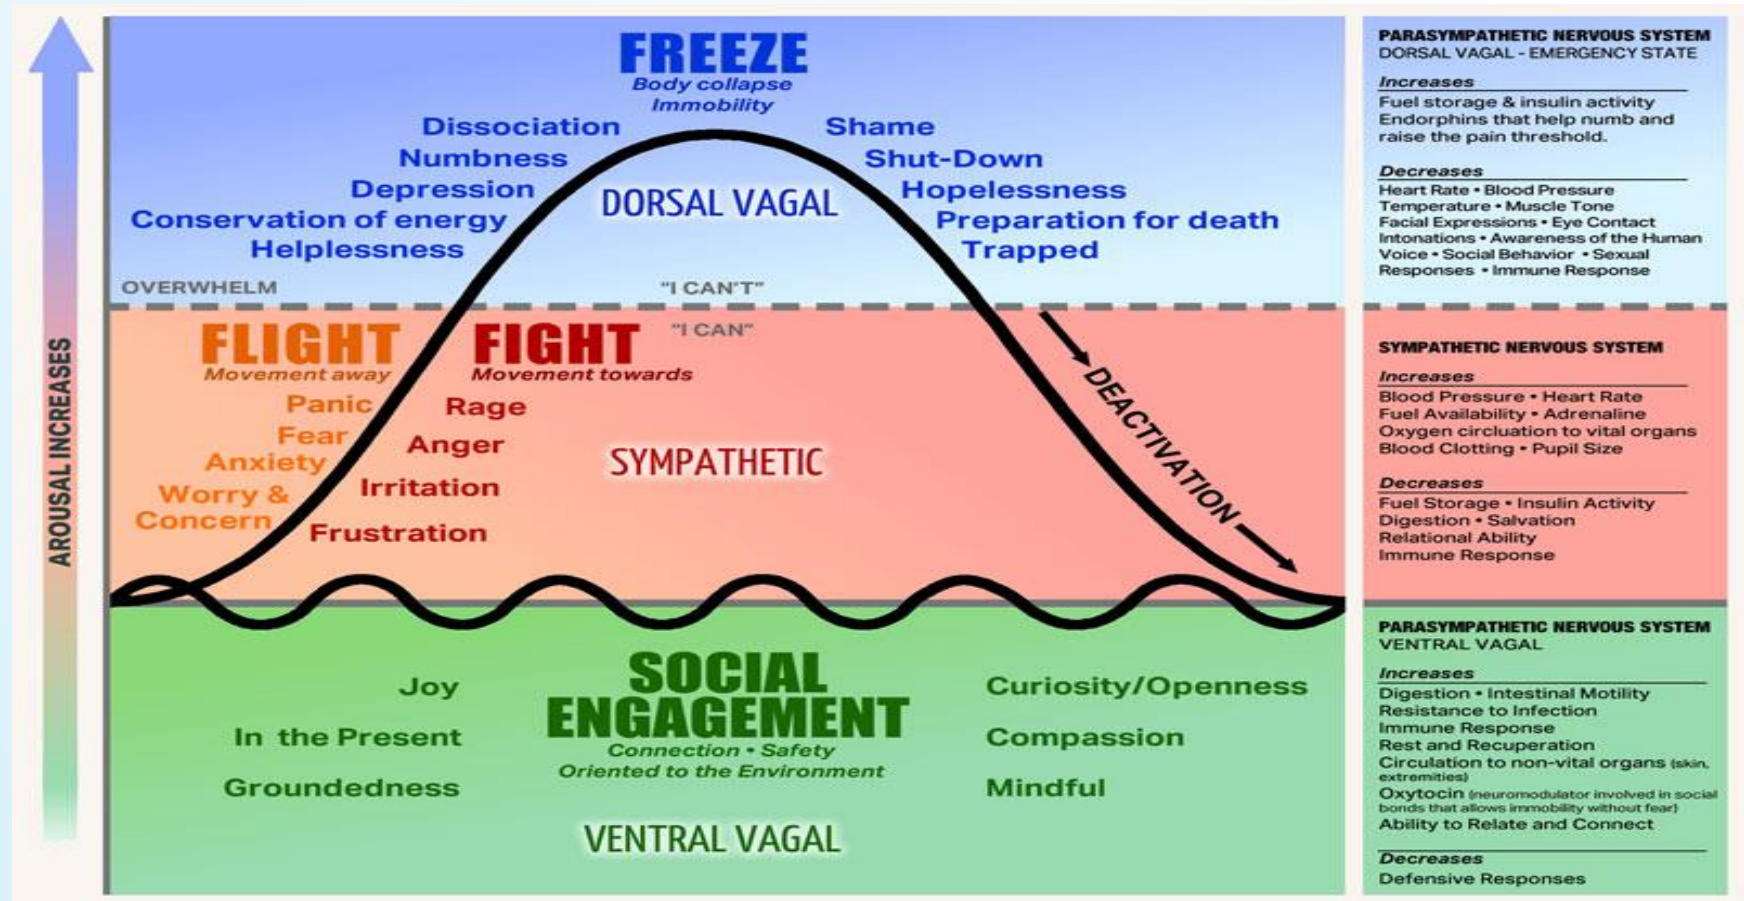 AROUSAL INCREASES
FREEZE
Body collapse
Immobility
Dissociation
Numbness
Depression
Conservation of energy
Helplessness
Shame
Shut-Down
Hopelessness
Preparation for death
Trapped
DORSAL VAGAL
OVERWHELM
"I CAN'T"
"I CAN"
FLIGHT
Movement away
Panic
Fear
Anxiety
Worry &
Concern
FIGHT
Movement towards
Rage
Anger
Irritation
Frustration
SYMPATHETIC
DEACTIVATION
SOCIAL
ENGAGEMENT
Connection • Safety
Oriented to the Environment
Joy
In the Present
Groundedness
Curiosity/Openness
Compassion
Mindful
VENTRAL VAGAL
PARASYMPATHETIC NERVOUS SYSTEM
DORSAL VAGAL - EMERGENCY STATE
Increases
Fuel storage & insulin activity
Endorphins that help numb and
raise the pain threshold.
Decreases
Heart Rate • Blood Pressure
Temperature • Muscle Tone
Facial Expressions • Eye Contact
Intonations • Awareness of the Human
Voice • Social Behavior • Sexual
Responses • Immune Response
SYMPATHETIC NERVOUS SYSTEM
Increases
Blood Pressure • Heart Rate
Fuel Availability • Adrenaline
Oxygen circluation to vital organs
Blood Clotting • Pupil Size
Decreases
Fuel Storage • Insulin Activity
Digestion • Salvation
Relational Ability
Immune Response
PARASYMPATHETIC NERVOUS SYSTEM
VENTRAL VAGAL
Increases
Digestion • Intestinal Motility
Resistance to Infection
Immune Response
Rest and Recuperation
Circulation to non-vital organs (skin,
extremities)
Oxytocin (neuromodulator involved in social
bonds that allows immobility without fear)
Ability to Relate and Connect
Decreases
Defensive Responses